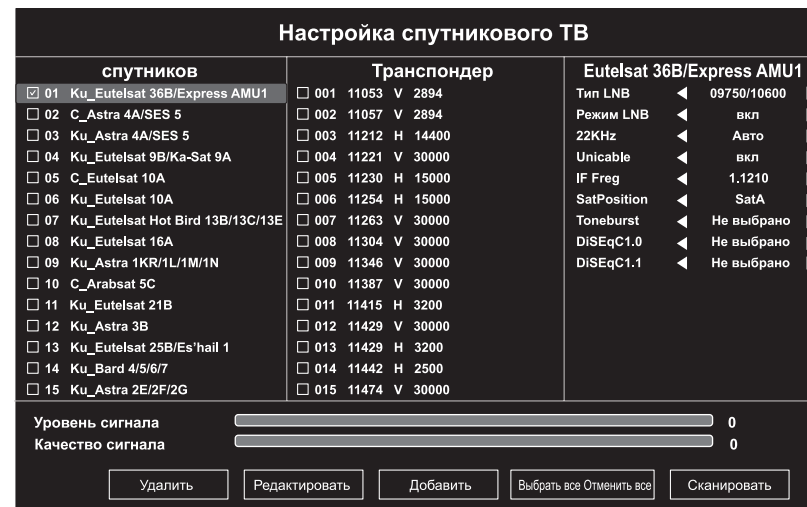 Настройка спутникового ТВ
спутников
01 Ku_Eutelsat 36B/Express AMU1
02 C_Astra 4A/SES 5
03 Ku_Astra 4A/SES 5
04 Ku_Eutelsat 9B/Ka-Sat 9A
05 C_Eutelsat 10A
06 Ku_Eutelsat 10A
07 Ku_Eutelsat Hot Bird 13B/13C/13E
08 Ku_Eutelsat 16A
09 Ku_Astra 1KR/1L/1M/1N
10 C_Arabsat 5C
11 Ku_Eutelsat 21B
12 Ku_Astra 3B
13 Ku_Eutelsat 25B/Es'hail 1
14 Ku_Bard 4/5/6/7
15 Ku_Astra 2E/2F/2G
Транспондер
001 11053 V 2894
002 11057 V 2894
003 11212 H 14400
004 11221 V 30000
005 11230 H 15000
006 11254 H 15000
007 11263 V 30000
008 11304 V 30000
009 11346 V 30000
010 11387 V 30000
011 11415 H 3200
012 11429 V 30000
013 11429 H 3200
014 11442 H 2500
015 11474 V 30000
Eutelsat 36B/Express AMU1
Тип LNB 09750/10600
Режим LNB вкл
22KHz Авто
Unicable вкл
IF Freg 1.1210
SatPosition SatA
Toneburst Не выбрано
DiSEqC1.0 Не выбрано
DiSEqC1.1 Не выбрано
Уровень сигнала 0
Качество сигнала 0
Удалить
Редактировать
Добавить
Выбрать все Отменить все
Сканировать